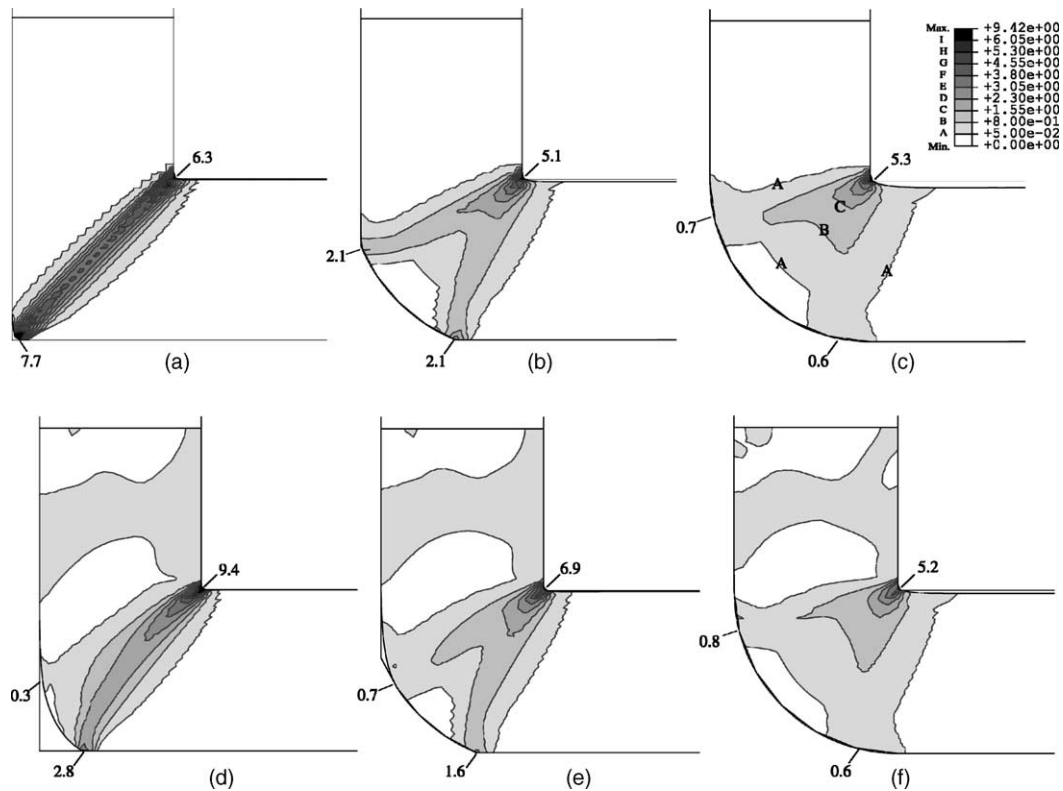 Max. +9.42e+00
I +6.05e+00
H +5.30e+00
G +4.55e+00
F +3.80e+00
E +3.05e+00
D +2.30e+00
C +1.55e+00
B +8.00e-01
A +5.00e-02
Min. +0.00e+00
6.3
7.7
(a)
5.1
2.1
2.1
(b)
5.3
A
C
B
A
A
0.7
0.6
(c)
9.4
0.3
2.8
(d)
6.9
0.7
1.6
(e)
5.2
0.8
0.6
(f)